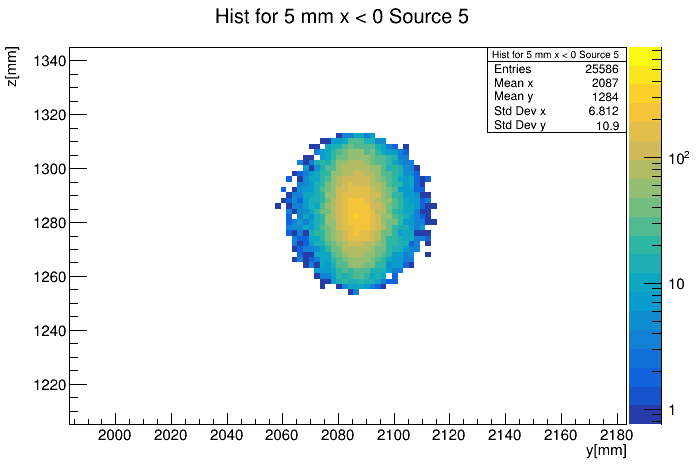 Hist for 5 mm x < 0 Source 5
z[mm]
1340
1320
1300
1280
1260
1240
1220
2000 2020 2040 2060 2080 2100 2120 2140 2160 2180
y[mm]
Hist for 5 mm x < 0 Source 5
Entries 25586
Mean x 2087
Mean y 1284
Std Dev x 6.812
Std Dev y 10.9
10²
10
1